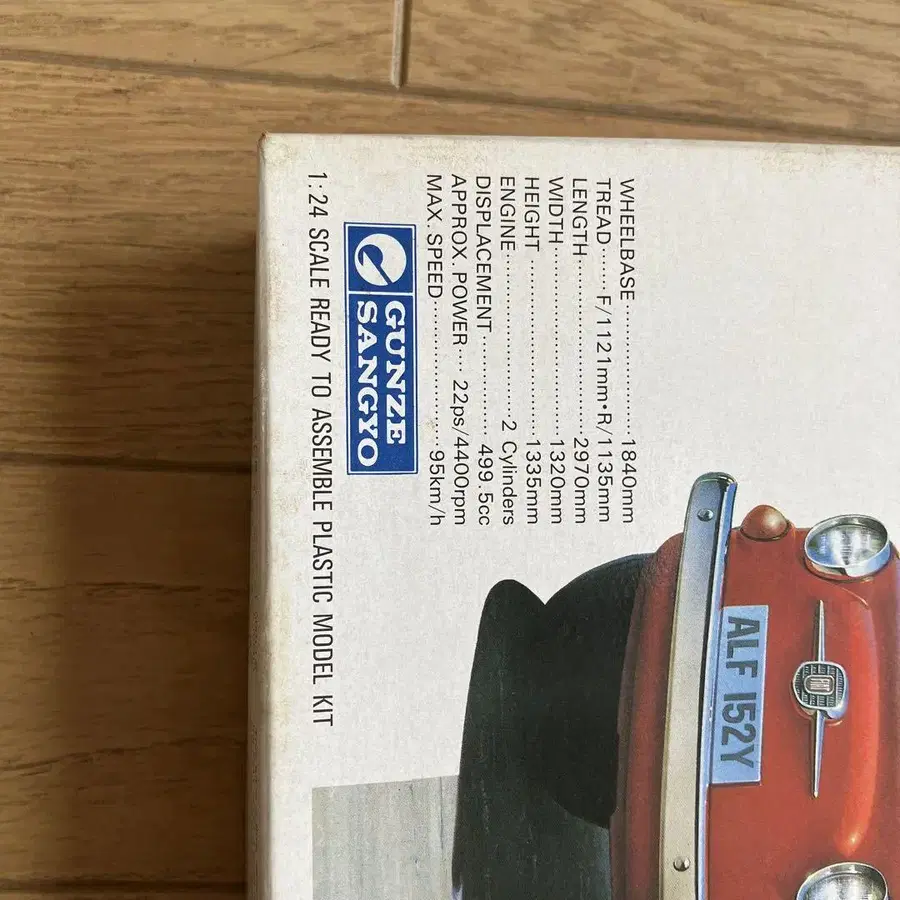 WHEELBASE ················ 1840mm
TREAD ····· F/1121mm·R/1135mm
LENGTH ····················· 2970mm
WIDTH ······················· 1320mm
HEIGHT ····················· 1335mm
ENGINE ················· 2 Cylinders
DISPLACEMENT ·········· 499.5cc
APPROX. POWER ··· 22ps/4400rpm
MAX. SPEED ················ 95km/h
GUNZE
SANGYO
1:24 SCALE READY TO ASSEMBLE PLASTIC MODEL KIT
ALF 152Y